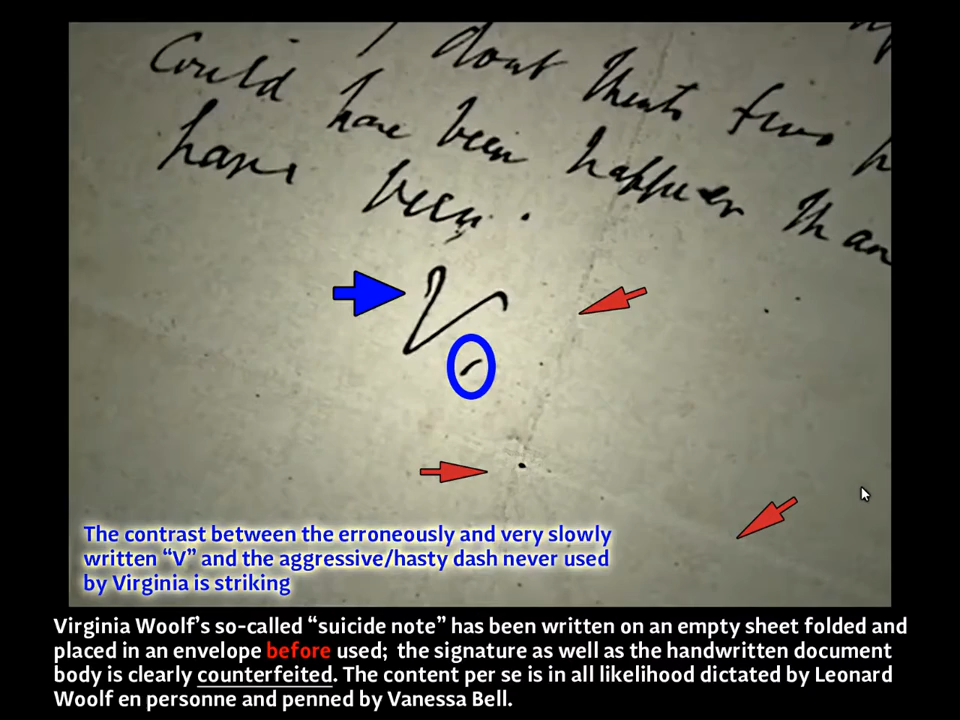 I dont think two
could have been happier than
have been.
V.
The contrast between the erroneously and very slowly
written “V” and the aggressive/hasty dash never used
by Virginia is striking
Virginia Woolf’s so-called “suicide note” has been written on an empty sheet folded and
placed in an envelope before used;  the signature as well as the handwritten document
body is clearly counterfeited. The content per se is in all likelihood dictated by Leonard
Woolf en personne and penned by Vanessa Bell.